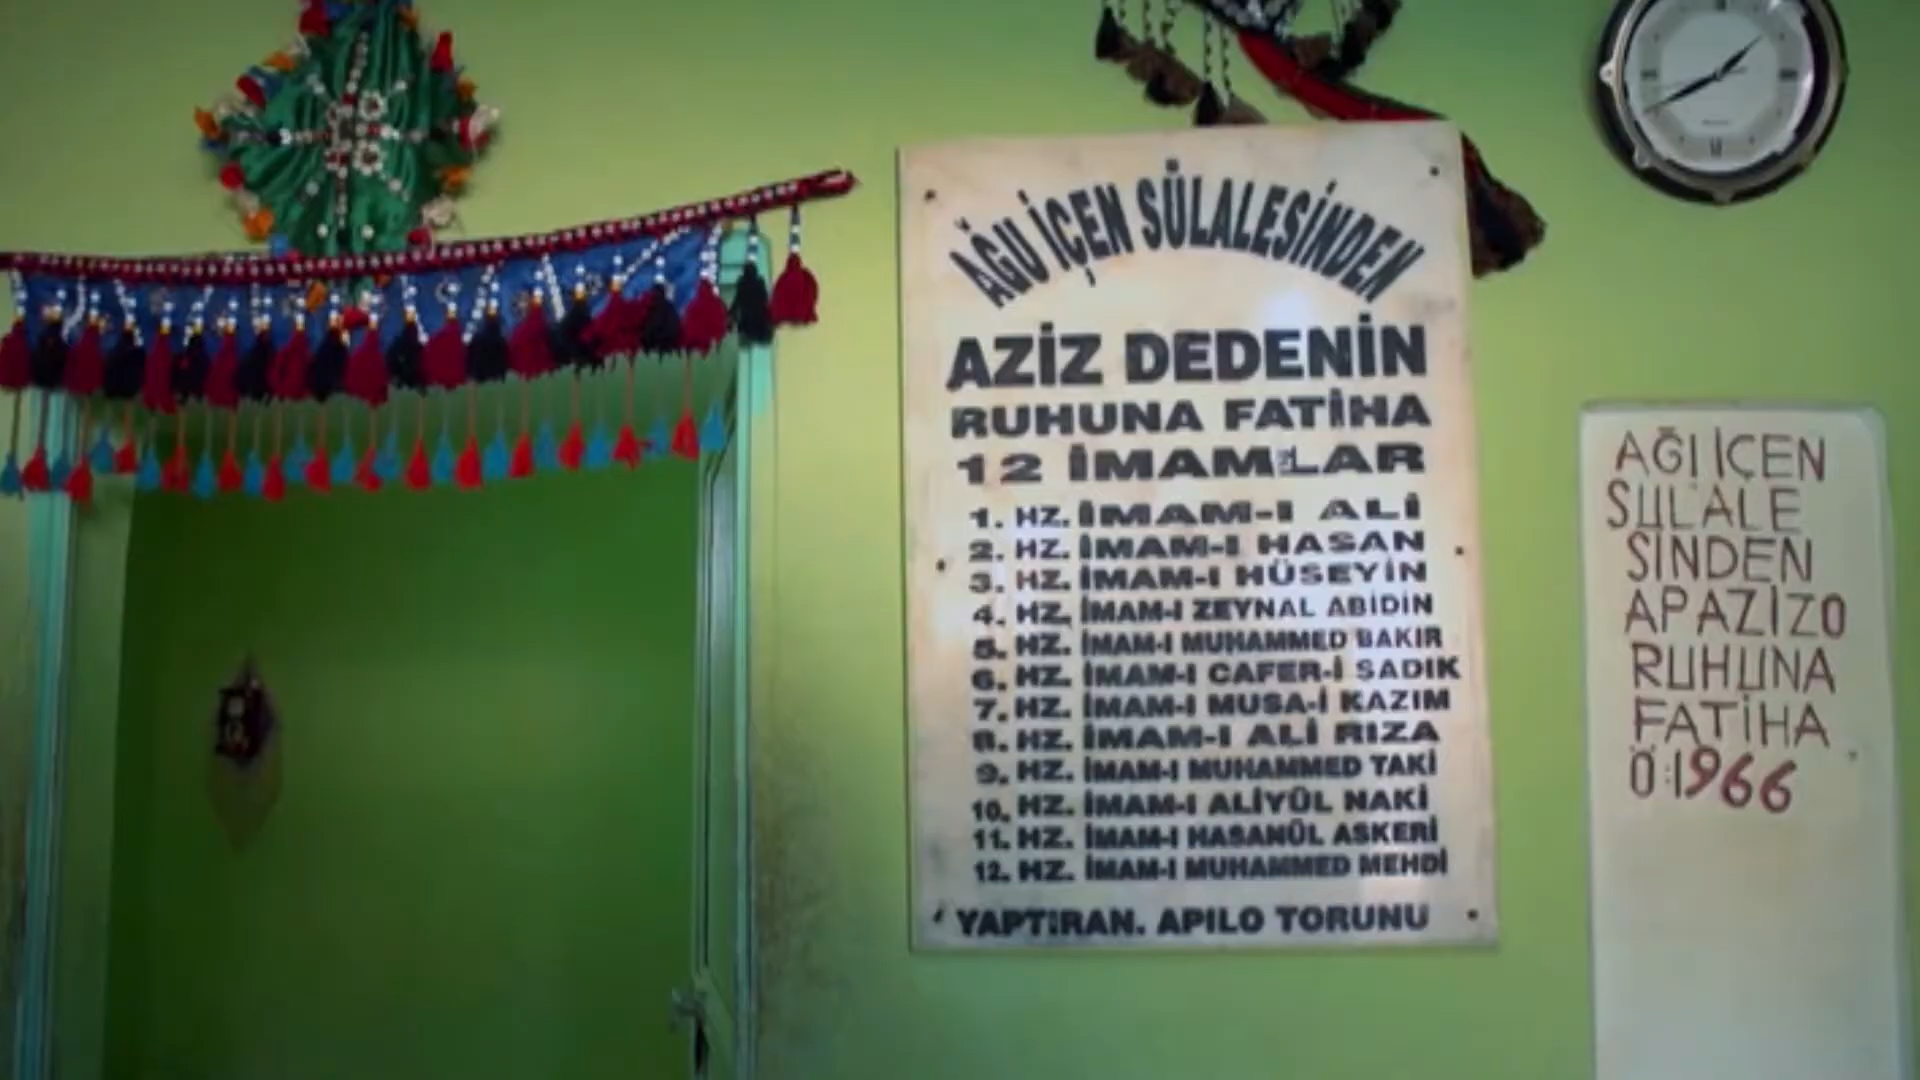 AĞU İÇEN SÜLALESİNDEN
AZİZ DEDENİN
RUHUNA FATİHA
12 İMAMLAR
1. HZ. İMAM-I ALİ
2. HZ. İMAM-I HASAN
3. HZ. İMAM-I HÜSEYİN
4. HZ. İMAM-I ZEYNAL ABİDİN
5. HZ. İMAM-I MUHAMMED BAKIR
6. HZ. İMAM-I CAFER-İ SADIK
7. HZ. İMAM-I MUSA-İ KAZIM
8. HZ. İMAM-I ALİ RIZA
9. HZ. İMAM-I MUHAMMED TAKİ
10. HZ. İMAM-I ALİYÜL NAKİ
11. HZ. İMAM-I HASANÜL ASKERİ
12. HZ. İMAM-I MUHAMMED MEHDİ
YAPTIRAN. APILO TORUNU
AĞI İÇEN
SULALE
SINDEN
APAZIZO
RUHUNA
FATİHA
Ö:1966